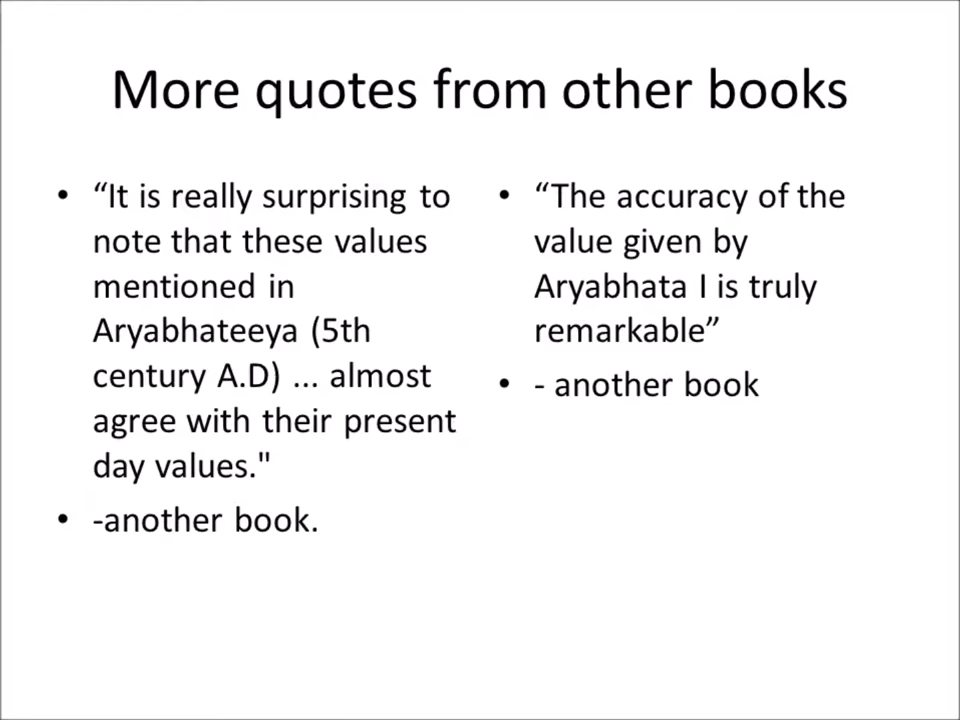 More quotes from other books
• “It is really surprising to
note that these values
mentioned in
Aryabhateeya (5th
century A.D) ... almost
agree with their present
day values."
• -another book.
• “The accuracy of the
value given by
Aryabhata I is truly
remarkable”
• - another book